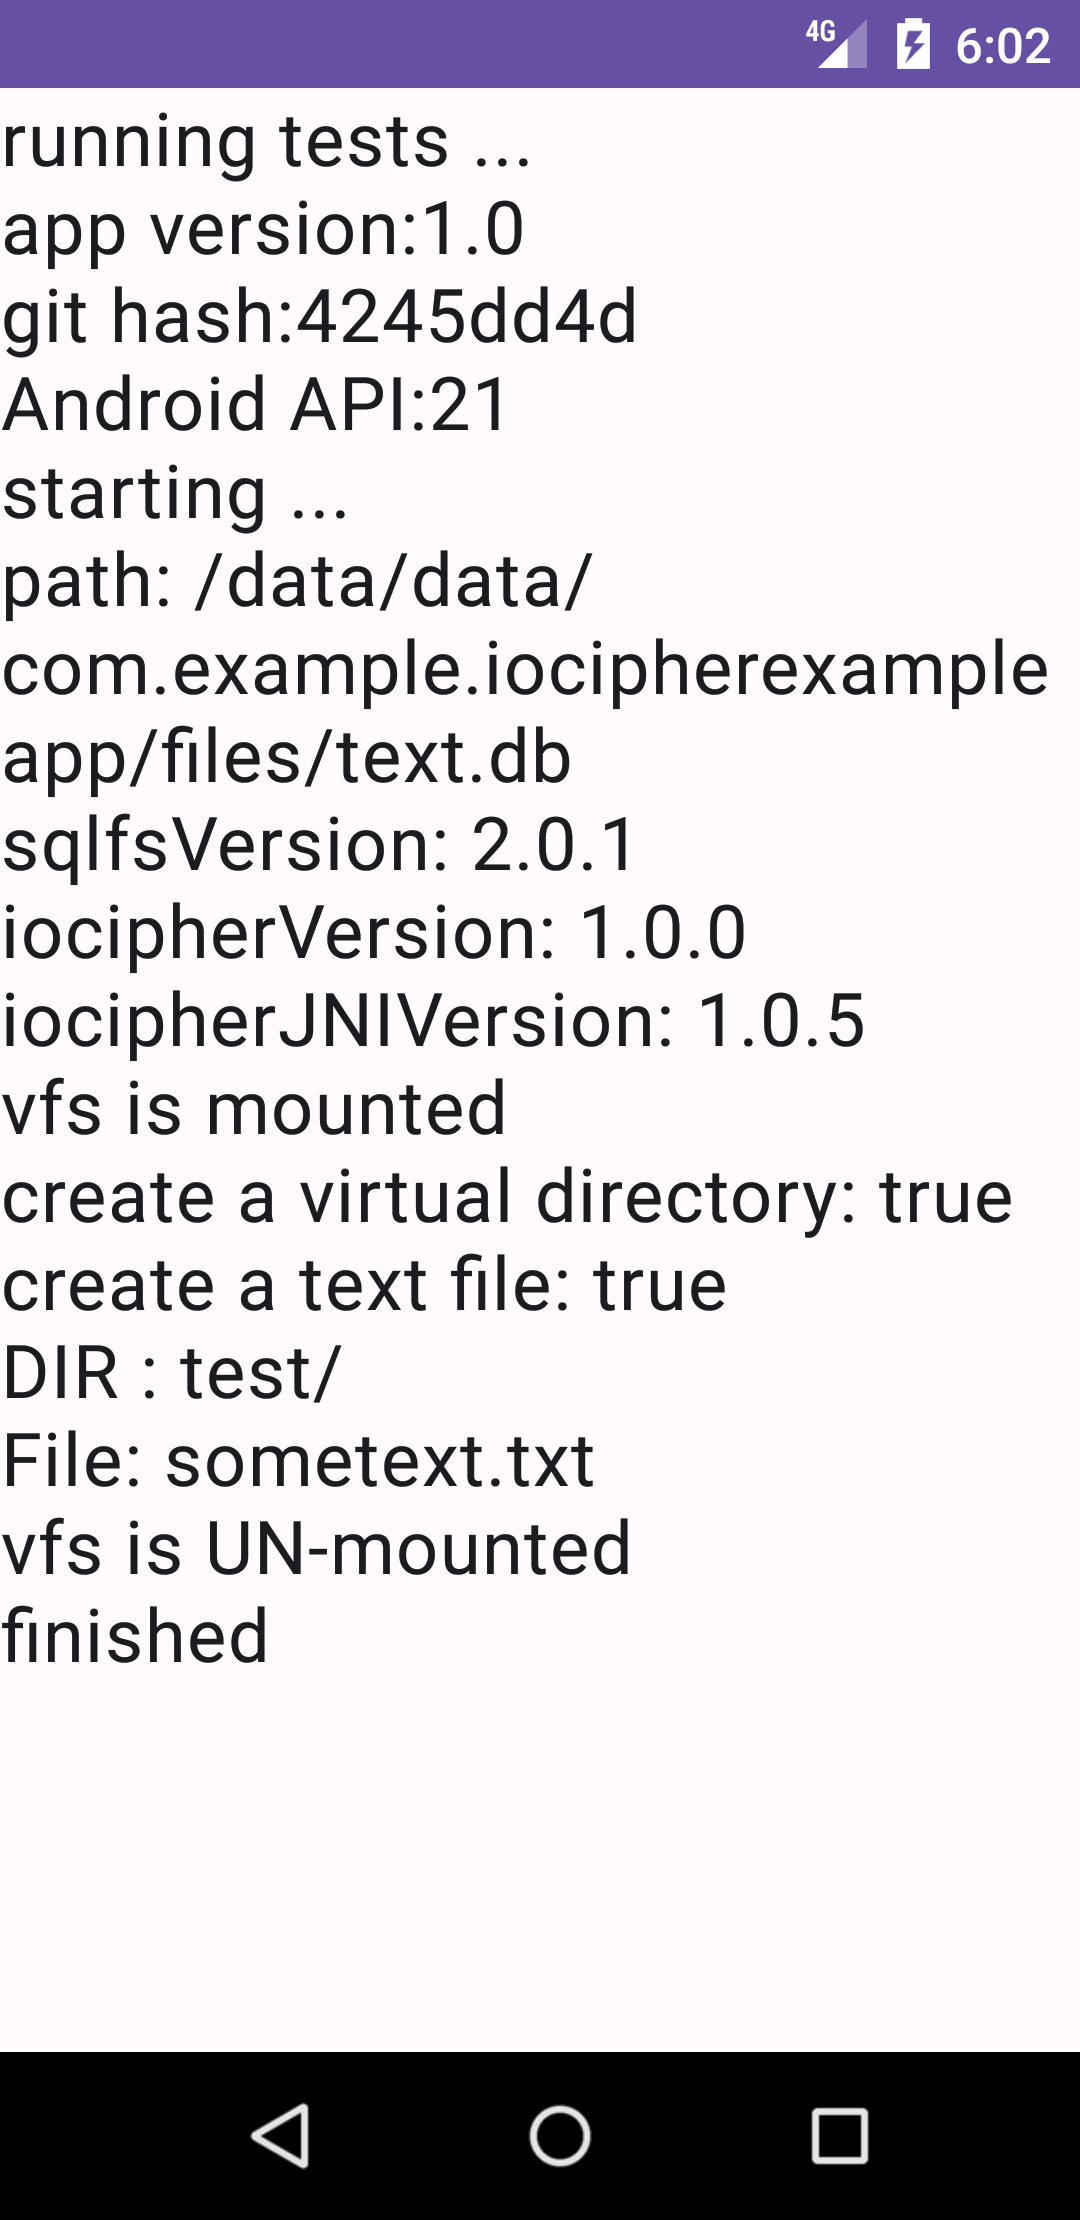 4G 6:02
running tests ...
app version:1.0
git hash:4245dd4d
Android API:21
starting ...
path: /data/data/
com.example.iocipherexample
app/files/text.db
sqlfsVersion: 2.0.1
iocipherVersion: 1.0.0
iocipherJNIVersion: 1.0.5
vfs is mounted
create a virtual directory: true
create a text file: true
DIR : test/
File: sometext.txt
vfs is UN-mounted
finished